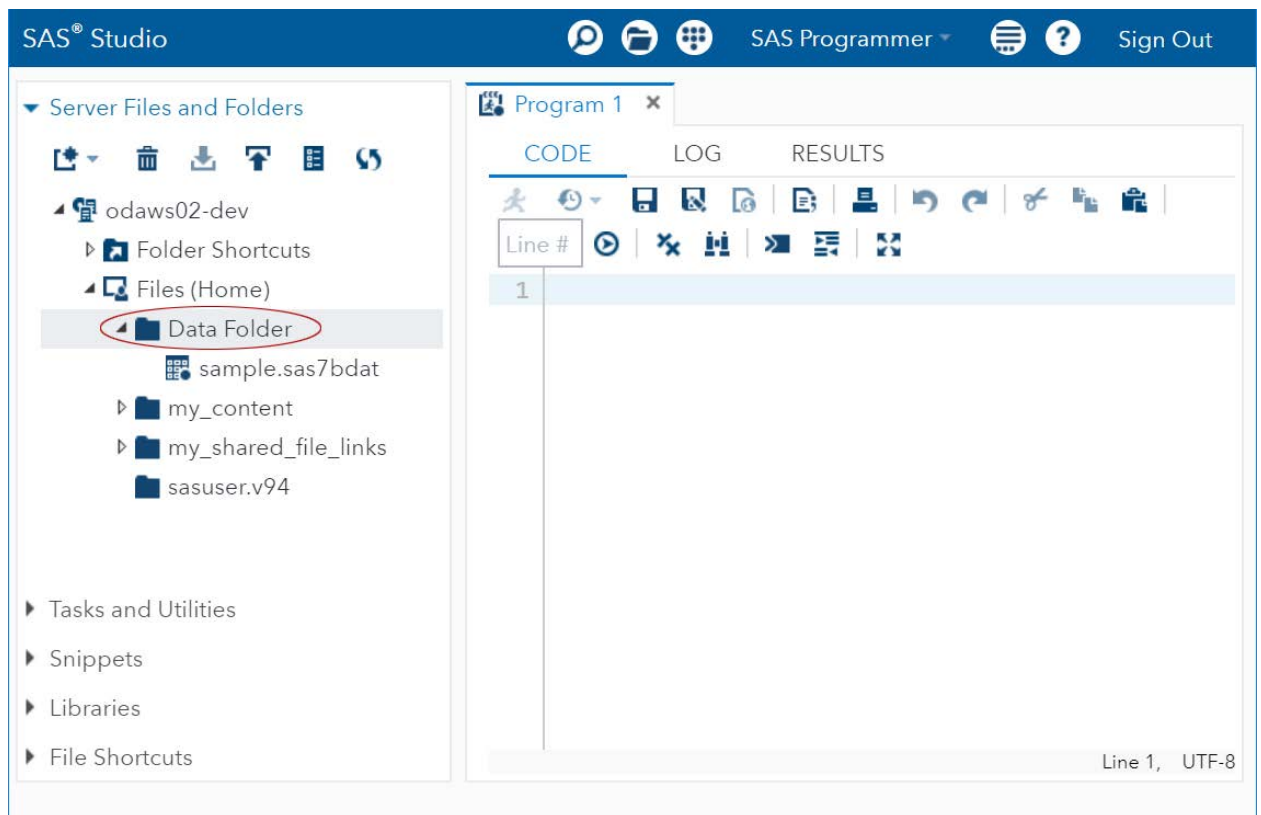 SAS® Studio
SAS Programmer
?
Sign Out
Server Files and Folders
odaws02-dev
Folder Shortcuts
Files (Home)
Data Folder
sample.sas7bdat
my_content
my_shared_file_links
sasuser.v94
Tasks and Utilities
Snippets
Libraries
File Shortcuts
Program 1
CODE LOG RESULTS
Line #
1
Line 1, UTF-8